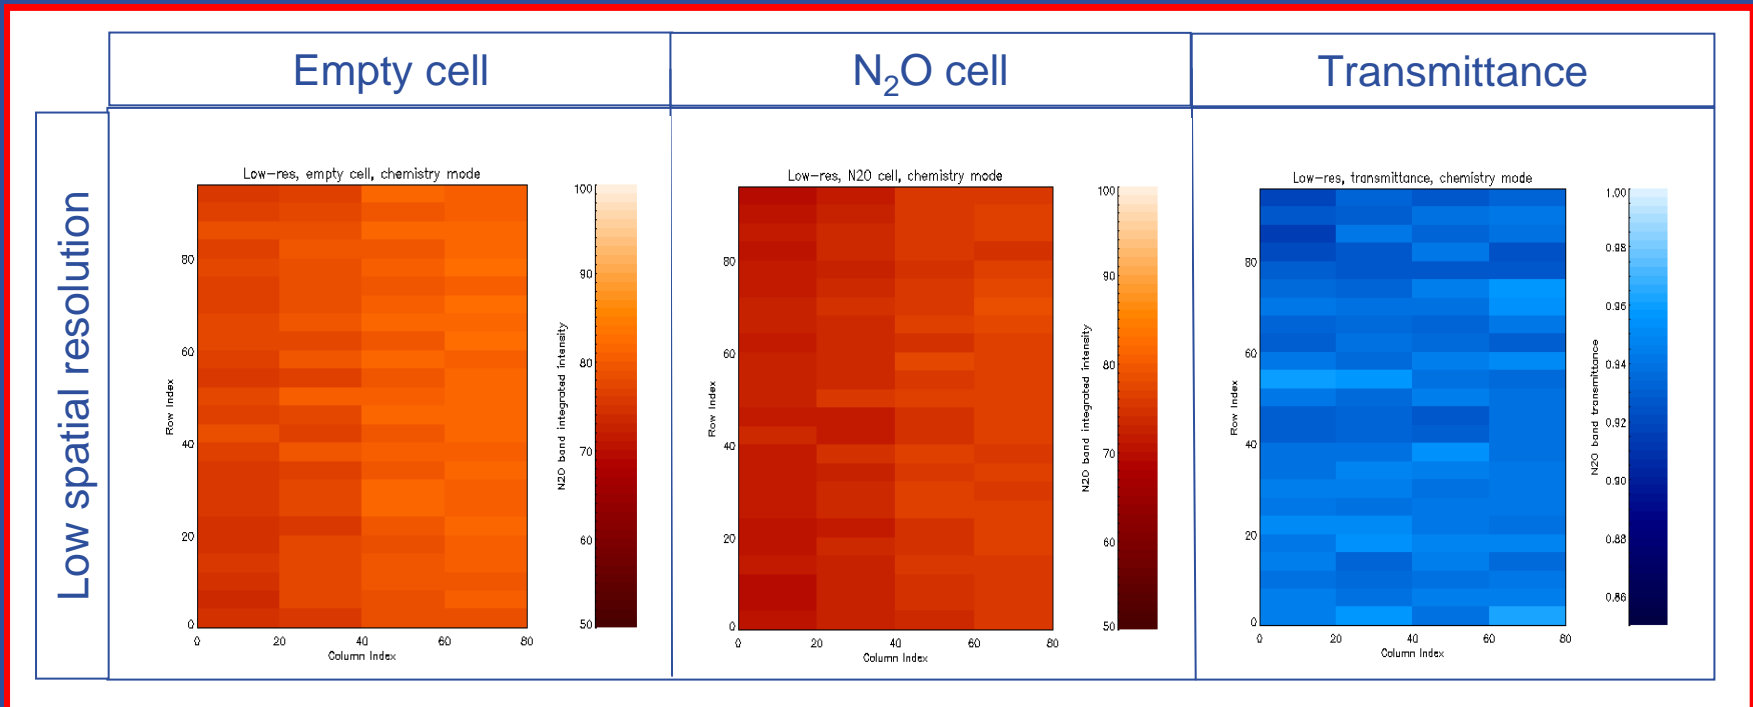 Empty cell
N₂O cell
Transmittance
Low spatial resolution
Low-res, empty cell, chemistry mode
100
90
80
70
60
50
N2O band integrated intensity
80
60
40
20
0
Row Index
0 20 40 60 80
Column Index
Low-res, N2O cell, chemistry mode
100
90
80
70
60
50
N2O band integrated intensity
80
60
40
20
0
Row Index
0 20 40 60 80
Column Index
Low-res, transmittance, chemistry mode
1.00
0.98
0.96
0.94
0.92
0.90
0.88
0.86
N2O band transmittance
80
60
40
20
0
Row Index
0 20 40 60 80
Column Index